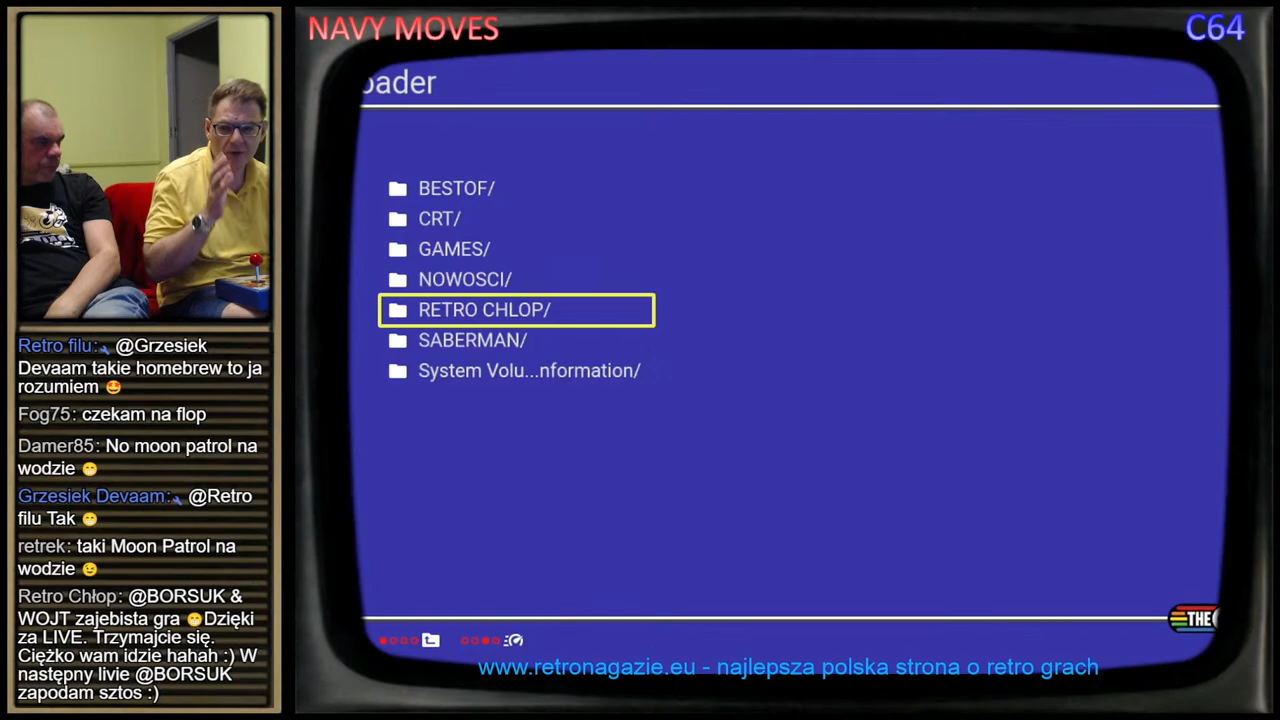 NAVY MOVES
C64
oader
BESTOF/
CRT/
GAMES/
NOWOSCI/
RETRO CHLOP/
SABERMAN/
System Volu...nformation/
THE
www.retronagazie.eu - najlepsza polska strona o retro grach
Retro filu: @Grzesiek
Devaam takie homebrew to ja
rozumiem 🤩
Fog75: czekam na flop
Damer85: No moon patrol na
wodzie 😁
Grzesiek Devaam: @Retro
filu Tak 😁
retrek: taki Moon Patrol na
wodzie 😉
Retro Chłop: @BORSUK &
WOJT zajebista gra 😁Dzięki
za LIVE. Trzymajcie się.
Ciężko wam idzie hahah :) W
następny livie @BORSUK
zapodam sztos :)